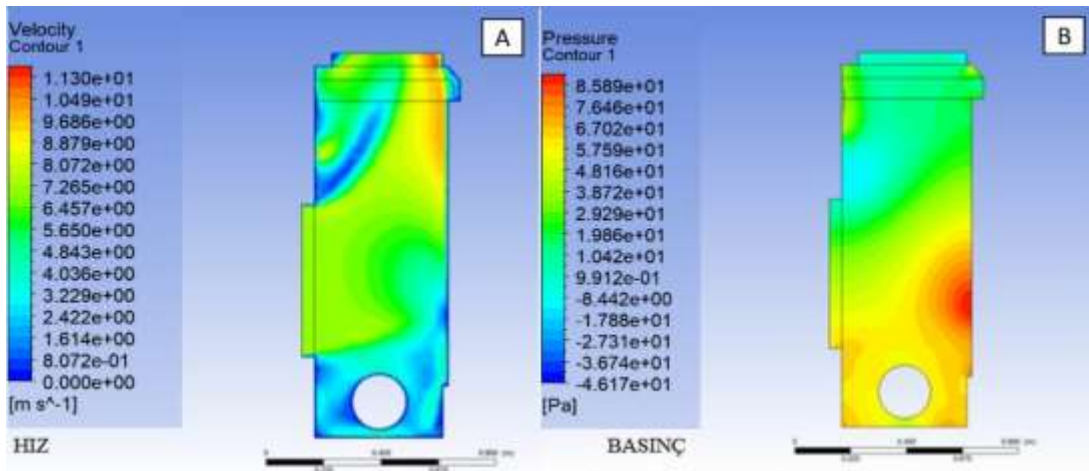 Velocity
Contour 1
1.130e+01
1.049e+01
9.686e+00
8.879e+00
8.072e+00
7.265e+00
6.457e+00
5.650e+00
4.843e+00
4.036e+00
3.229e+00
2.422e+00
1.614e+00
8.072e-01
0.000e+00
[m s^-1]
HIZ
A
Pressure
Contour 1
8.589e+01
7.646e+01
6.702e+01
5.759e+01
4.816e+01
3.872e+01
2.929e+01
1.986e+01
1.042e+01
9.912e-01
-8.442e+00
-1.788e+01
-2.731e+01
-3.674e+01
-4.617e+01
[Pa]
BASINÇ
B